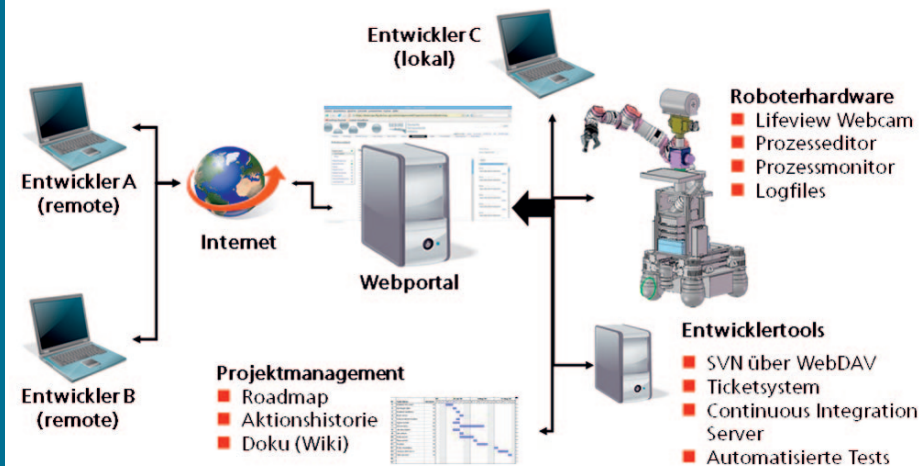 Entwickler C
(lokal)
Entwickler A
(remote)
Internet
Webportal
Entwickler B
(remote)
Roboterhardware
Lifeview Webcam
Prozesseditor
Prozessmonitor
Logfiles
Projektmanagement
Roadmap
Aktionshistorie
Doku (Wiki)
Entwicklertools
SVN über WebDAV
Ticketsystem
Continuous Integration
Server
Automatisierte Tests